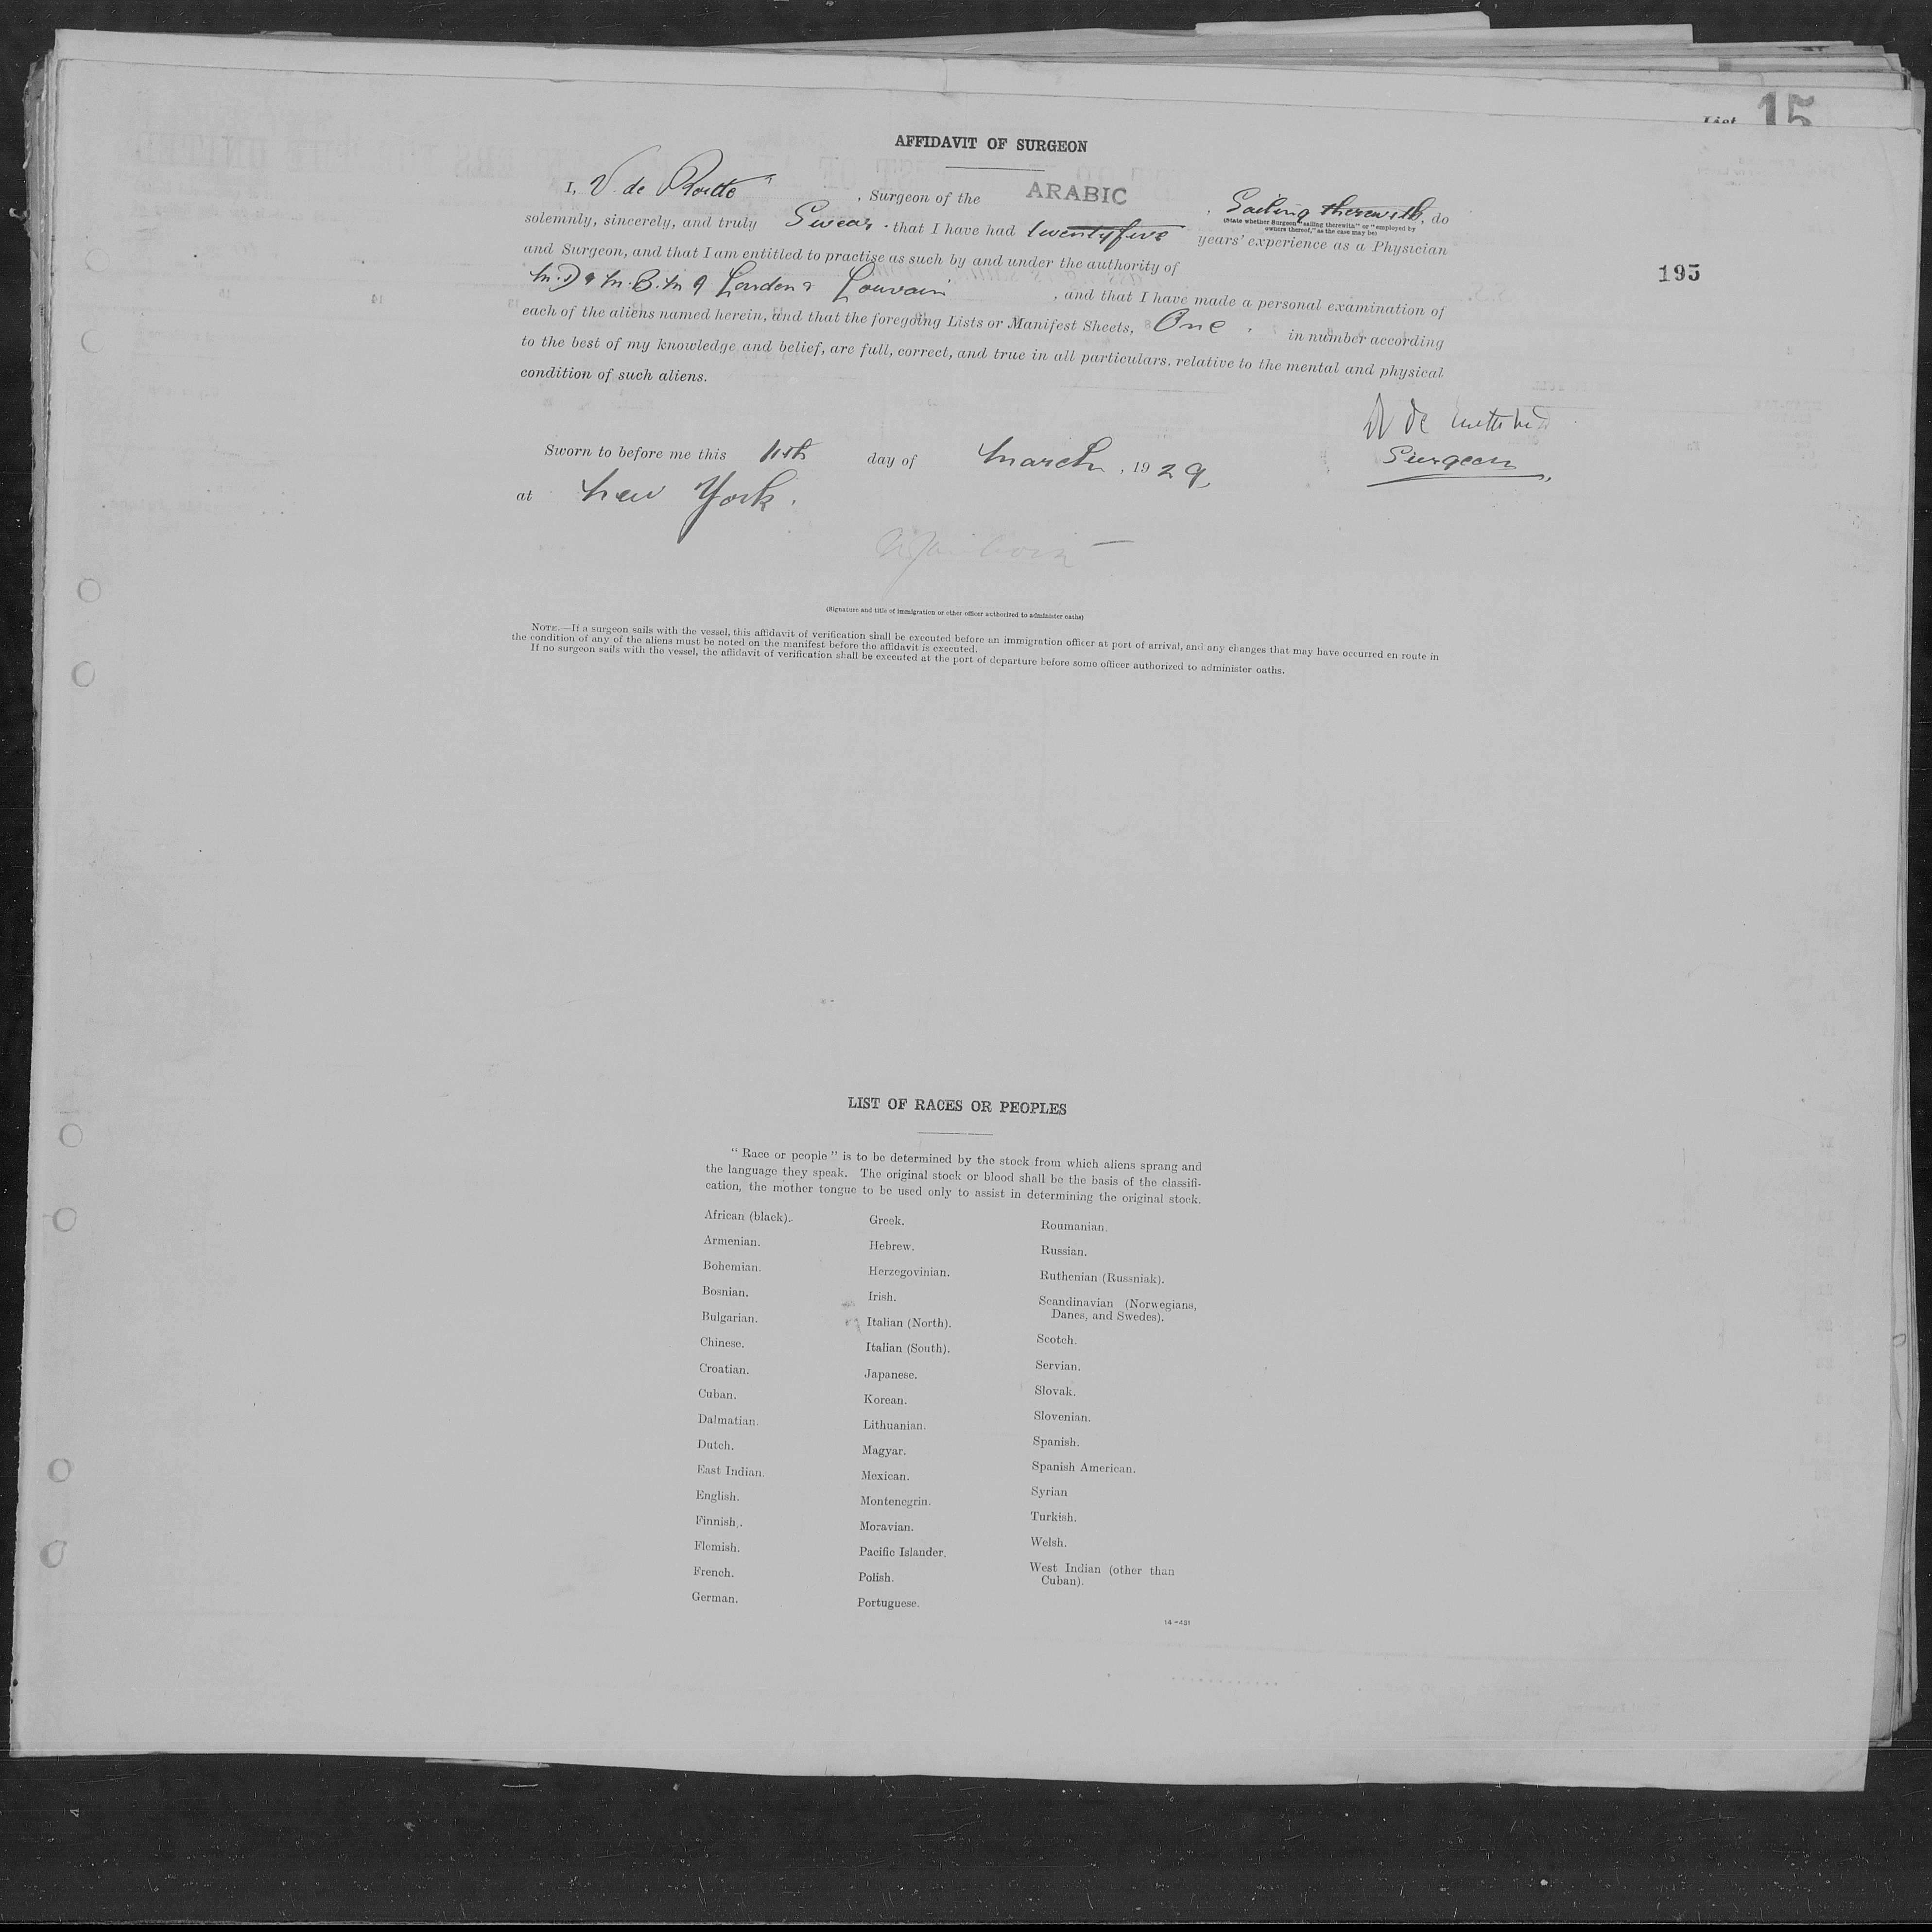 List 15
AFFIDAVIT OF SURGEON
I, V. de , Surgeon of the ARABIC , Sailing therewith, do
(State whether Surgeon "sailing therewith" or "employed by
owners thereof," as the case may be)
solemnly, sincerely, and truly Swear that I have had twentyfive years' experience as a Physician
and Surgeon, and that I am entitled to practise as such by and under the authority of
London & Louvain , and that I have made a personal examination of
195
each of the aliens named herein, and that the foregoing Lists or Manifest Sheets, One in number according
to the best of my knowledge and belief, are full, correct, and true in all particulars, relative to the mental and physical
condition of such aliens.
Surgeon
Sworn to before me this 11th day of March, 1929,
at New York.
(Signature and title of immigration or other officer authorized to administer oaths)
NOTE.—If a surgeon sails with the vessel, this affidavit of verification shall be executed before an immigration officer at port of arrival, and any changes that may have occurred en route in
the condition of any of the aliens must be noted on the manifest before the affidavit is executed.
If no surgeon sails with the vessel, the affidavit of verification shall be executed at the port of departure before some officer authorized to administer oaths.
LIST OF RACES OR PEOPLES
"Race or people" is to be determined by the stock from which aliens sprang and
the language they speak. The original stock or blood shall be the basis of the classifi-
cation, the mother tongue to be used only to assist in determining the original stock.
African (black).
Armenian.
Bohemian.
Bosnian.
Bulgarian.
Chinese.
Croatian.
Cuban.
Dalmatian.
Dutch.
East Indian.
English.
Finnish.
Flemish.
French.
German.
Greek.
Hebrew.
Herzegovinian.
Irish.
Italian (North).
Italian (South).
Japanese.
Korean.
Lithuanian.
Magyar.
Mexican.
Montenegrin.
Moravian.
Pacific Islander.
Polish.
Portuguese.
Roumanian.
Russian.
Ruthenian (Russniak).
Scandinavian (Norwegians,
Danes, and Swedes).
Scotch.
Servian.
Slovak.
Slovenian.
Spanish.
Spanish American.
Syrian
Turkish.
Welsh.
West Indian (other than
Cuban).
14—431